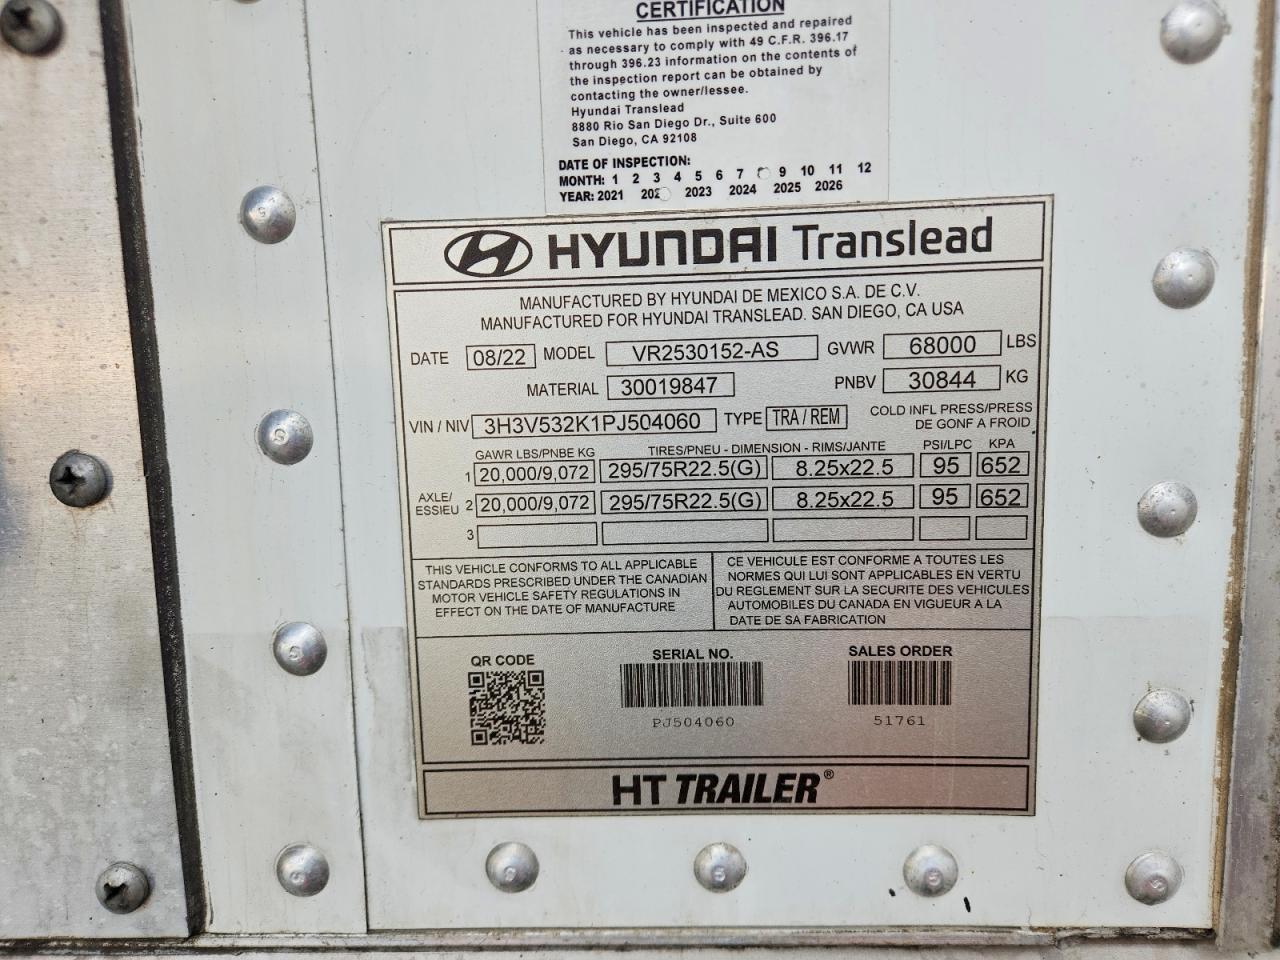 CERTIFICATION
This vehicle has been inspected and repaired
as necessary to comply with 49 C.F.R. 396.17
through 396.23 information on the contents of
the inspection report can be obtained by
contacting the owner/lessee.
Hyundai Translead
8880 Rio San Diego Dr., Suite 600
San Diego, CA 92108
DATE OF INSPECTION:
MONTH: 1 2 3 4 5 6 7 9 10 11 12
YEAR: 2021 202 2023 2024 2025 2026
HYUNDAI Translead
MANUFACTURED BY HYUNDAI DE MEXICO S.A. DE C.V.
MANUFACTURED FOR HYUNDAI TRANSLEAD. SAN DIEGO, CA USA
DATE 08/22 MODEL VR2530152-AS GVWR 68000 LBS
MATERIAL 30019847 PNBV 30844 KG
VIN / NIV 3H3V532K1PJ504060 TYPE TRA / REM COLD INFL PRESS/PRESS
DE GONF A FROID
GAWR LBS/PNBE KG TIRES/PNEU - DIMENSION - RIMS/JANTE PSI/LPC KPA
1 20,000/9,072 295/75R22.5(G) 8.25x22.5 95 652
AXLE/
ESSIEU 2 20,000/9,072 295/75R22.5(G) 8.25x22.5 95 652
3
THIS VEHICLE CONFORMS TO ALL APPLICABLE
STANDARDS PRESCRIBED UNDER THE CANADIAN
MOTOR VEHICLE SAFETY REGULATIONS IN
EFFECT ON THE DATE OF MANUFACTURE
CE VEHICULE EST CONFORME A TOUTES LES
NORMES QUI LUI SONT APPLICABLES EN VERTU
DU REGLEMENT SUR LA SECURITE DES VEHICULES
AUTOMOBILES DU CANADA EN VIGUEUR A LA
DATE DE SA FABRICATION
QR CODE SERIAL NO. SALES ORDER
PJ504060 51761
HT TRAILER®